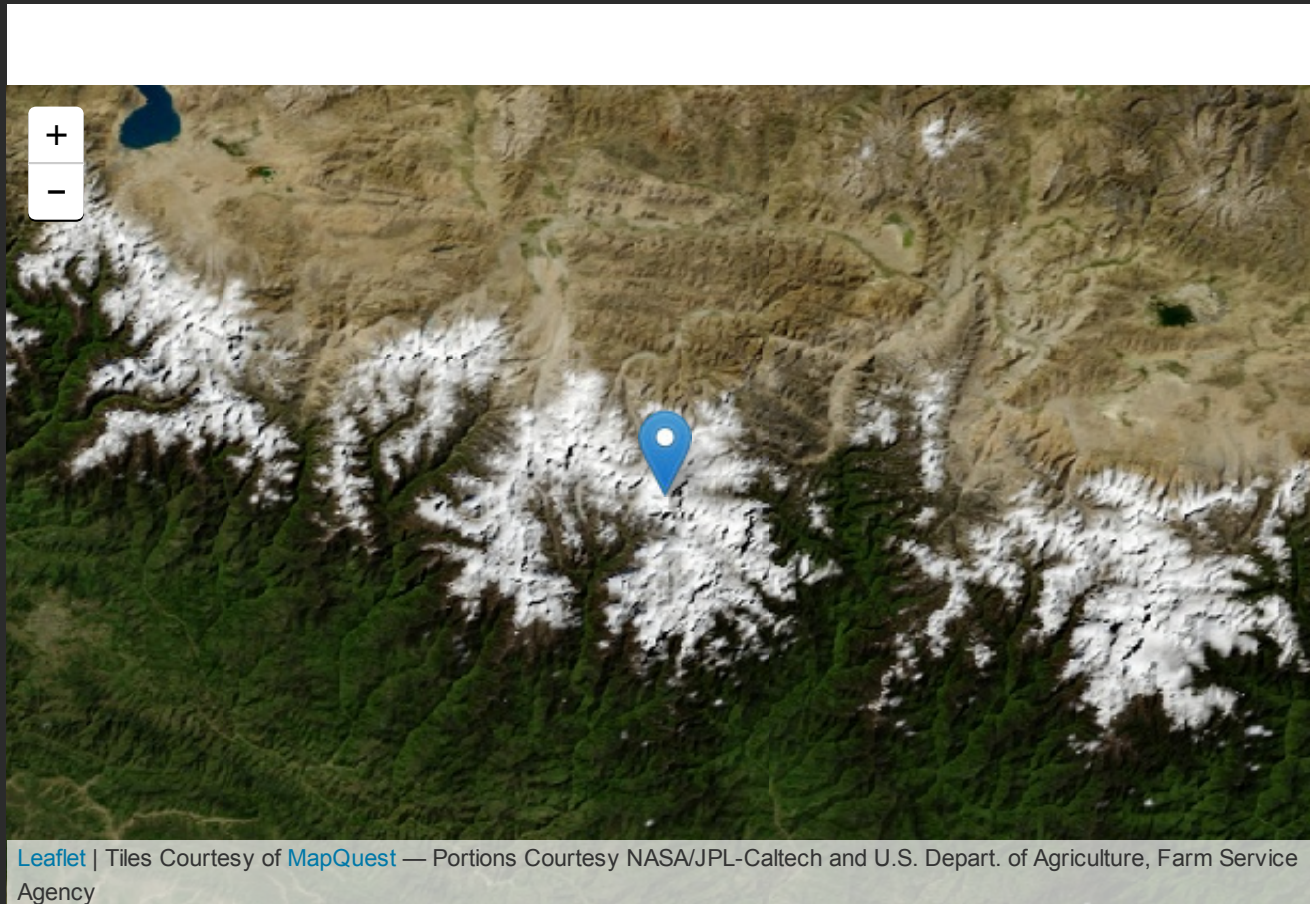 +
−
Leaflet | Tiles Courtesy of MapQuest — Portions Courtesy NASA/JPL-Caltech and U.S. Depart. of Agriculture, Farm Service
Agency